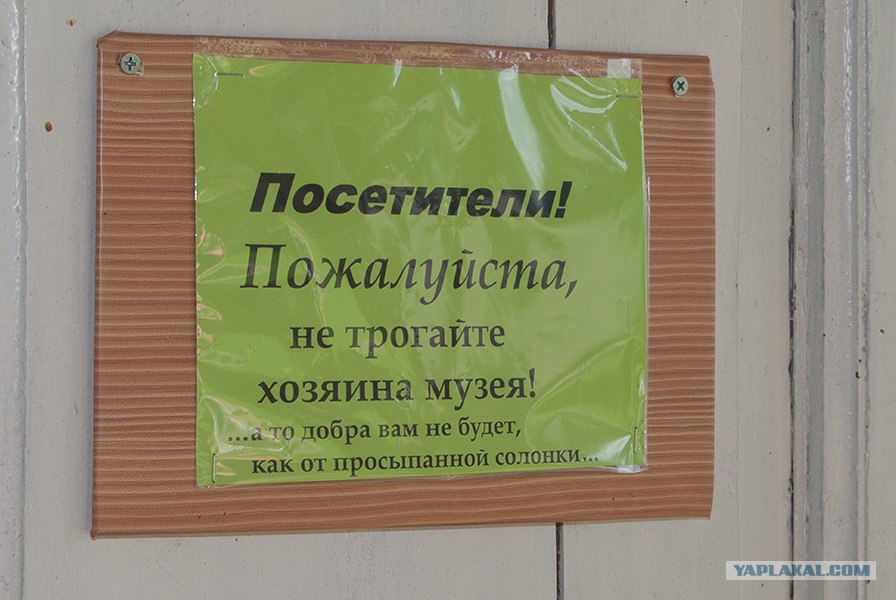 Посетители!
Пожалуйста,
не трогайте
хозяина музея!
...а то добра вам не будет,
как от просыпанной солонки...
YAPLAKAL.COM